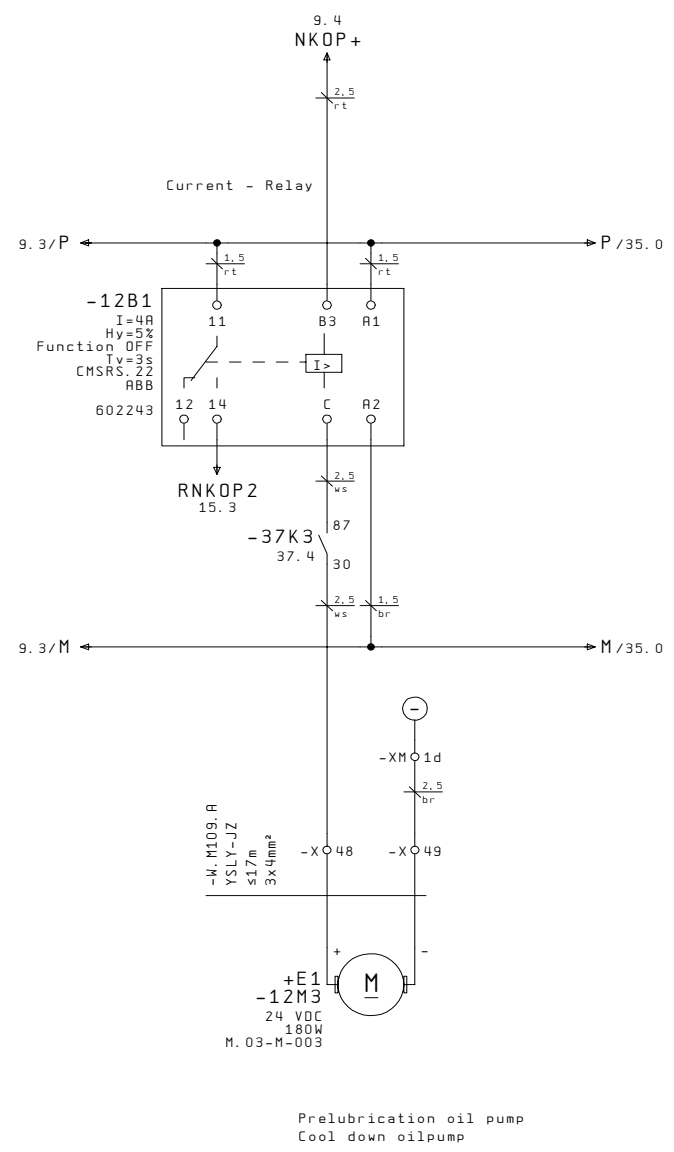 9.4
NKOP+
2,5
rt
Current - Relay
9.3/P
P/35.0
1,5
rt
1,5
rt
-12B1
I=4A
Hy=5%
Function OFF
Tv=3s
CMSRS.22
ABB
602243
11
B3
A1
I>
12
14
C
A2
RNKOP2
15.3
2,5
ws
-37K3
37.4
87
30
2,5
ws
1,5
br
9.3/M
M/35.0
-
-XM
1d
2,5
br
-W.M109.A
YSLY-JZ
≤17m
3x4mm²
-X
48
-X
49
+
-
+E1
-12M3
24 VDC
180W
M.03-M-003
M
Prelubrication oil pump
Cool down oilpump